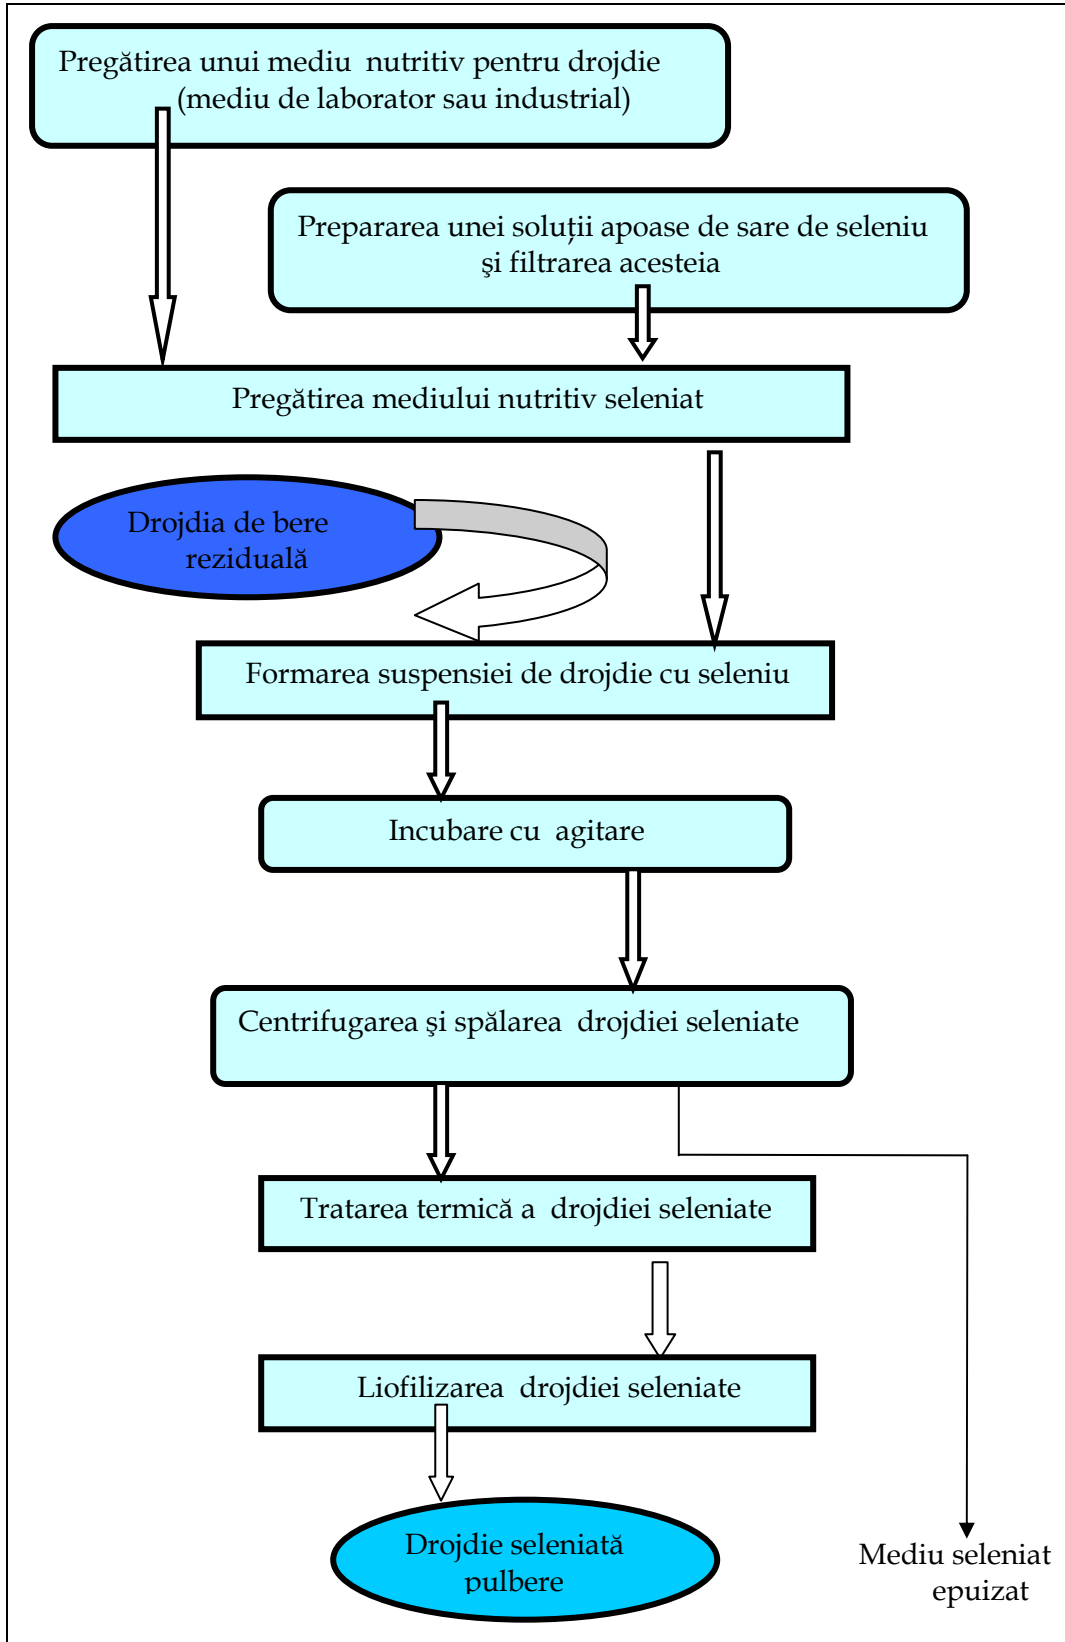 Pregătirea unui mediu nutritiv pentru drojdie
(mediu de laborator sau industrial)
Prepararea unei soluții apoase de sare de seleniu
şi filtrarea acesteia
Pregătirea mediului nutritiv seleniat
Drojdia de bere
reziduală
Formarea suspensiei de drojdie cu seleniu
Incubare cu agitare
Centrifugarea şi spălarea drojdiei seleniate
Tratarea termică a drojdiei seleniate
Liofilizarea drojdiei seleniate
Drojdie seleniată
pulbere
Mediu seleniat
epuizat